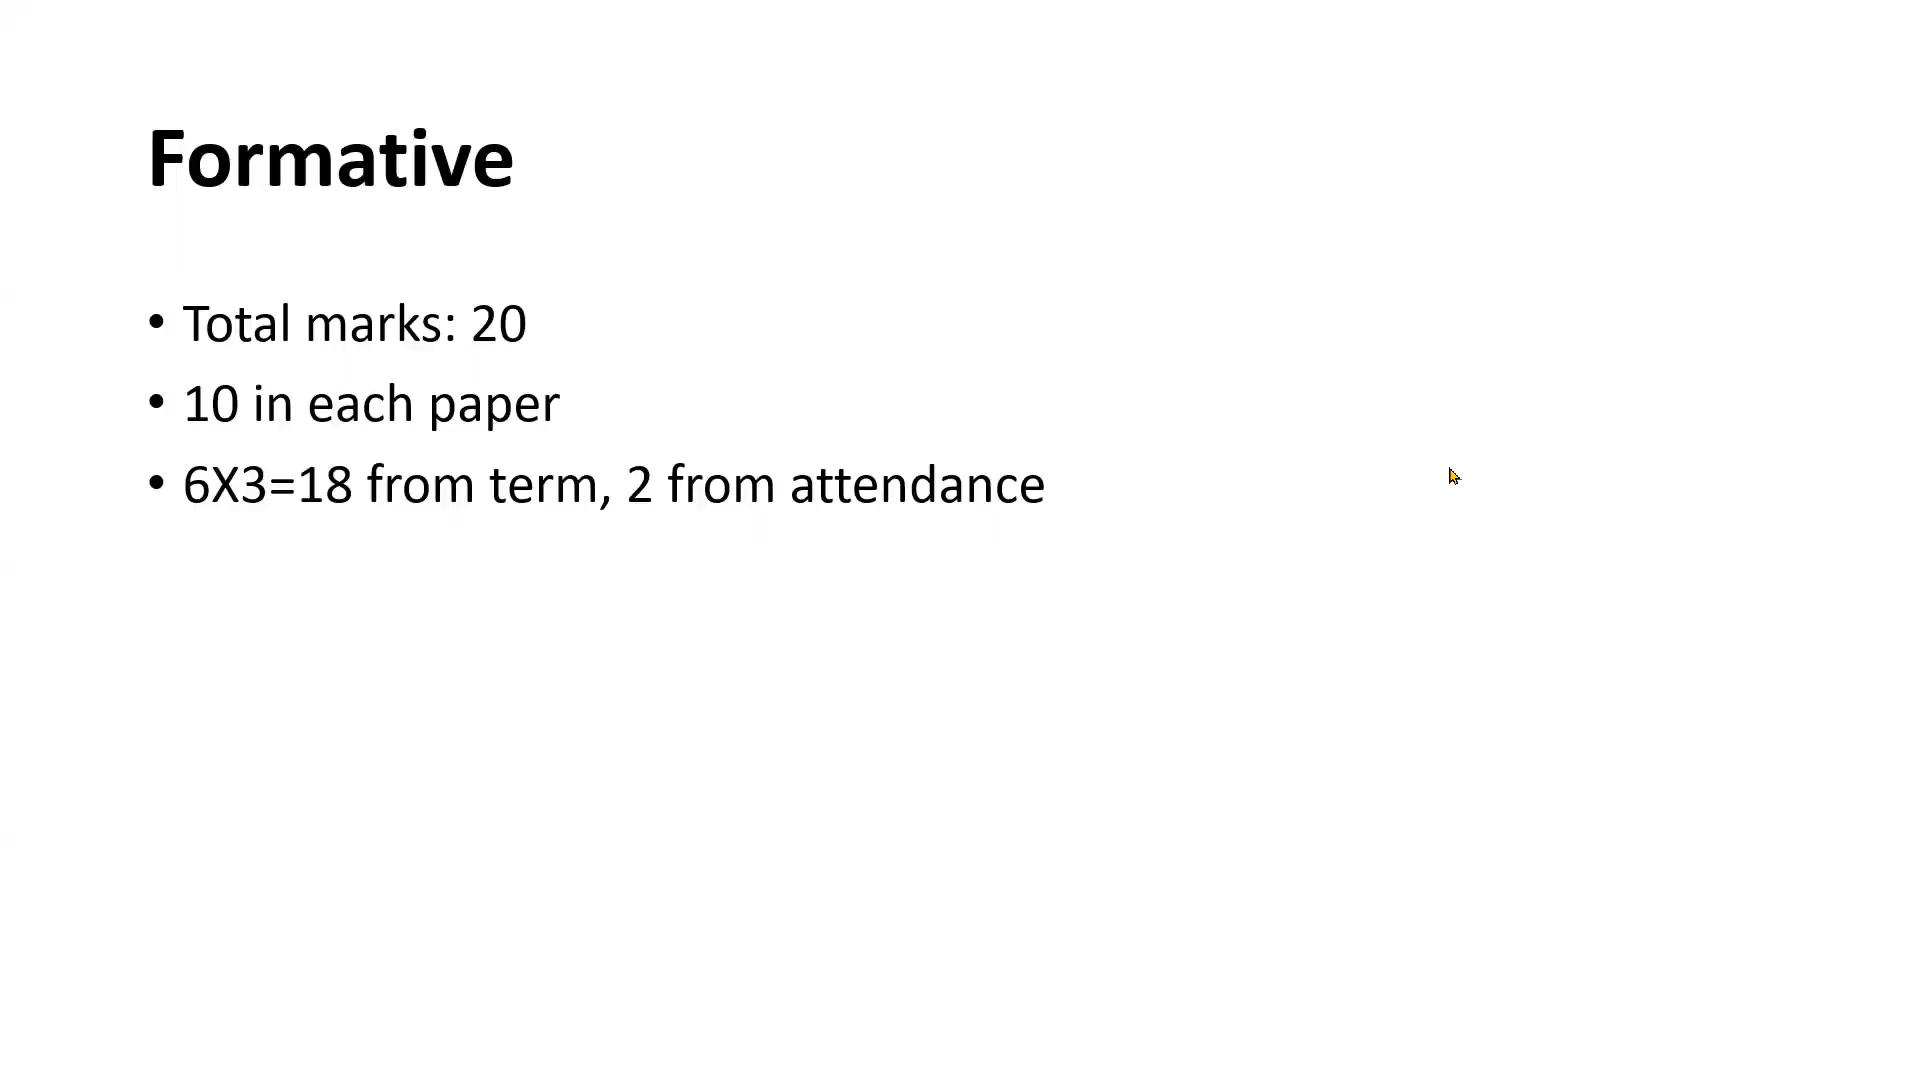 Formative
• Total marks: 20
• 10 in each paper
• 6X3=18 from term, 2 from attendance